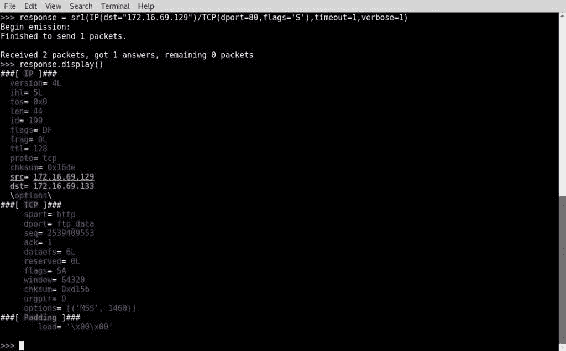 File Edit View Search Terminal Help
>>> response = sr1(IP(dst="172.16.69.129")/TCP(dport=80,flags='S'),timeout=1,verbose=1)
Begin emission:
Finished to send 1 packets.
Received 2 packets, got 1 answers, remaining 0 packets
>>> response.display()
###[ IP ]###
version= 4L
ihl= 5L
tos= 0x0
len= 44
id= 199
flags= DF
frag= 0L
ttl= 128
proto= tcp
chksum= 0x16de
src= 172.16.69.129
dst= 172.16.69.133
\options\
###[ TCP ]###
sport= http
dport= ftp_data
seq=
ack= 1
dataofs= 6L
reserved= 0L
flags= SA
window= 64320
chksum= 0xd15b
urgptr= 0
options= [('MSS', 1460)]
###[ Padding ]###
load= '\x00\x00'
>>>